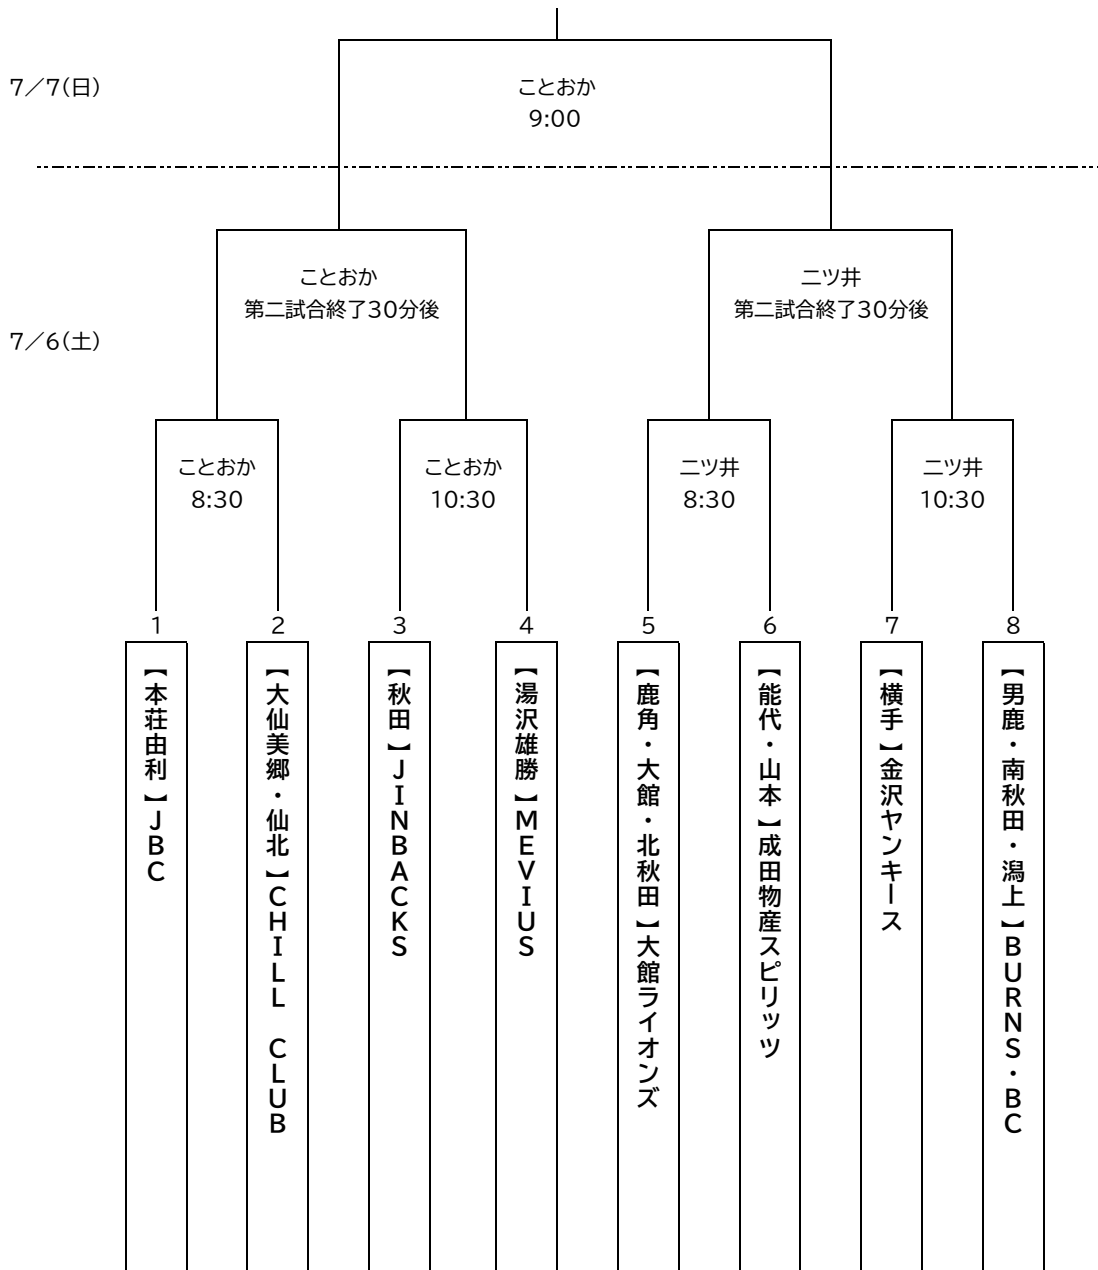 7／7(日)
ことおか
9:00
ことおか
第二試合終了30分後
二ツ井
第二試合終了30分後
7／6(土)
ことおか
8:30
ことおか
10:30
二ツ井
8:30
二ツ井
10:30
1
2
3
4
5
6
7
8
【本荘由利】ＪＢＣ
【大仙美郷・仙北】ＣＨＩＬＬ　ＣＬＵＢ
【秋田】ＪＩＮＢＡＣＫＳ
【湯沢雄勝】ＭＥＶＩＵＳ
【鹿角・大館・北秋田】大館ライオンズ
【能代・山本】成田物産スピリッツ
【横手】金沢ヤンキース
【男鹿・南秋田・潟上】ＢＵＲＮＳ・ＢＣ